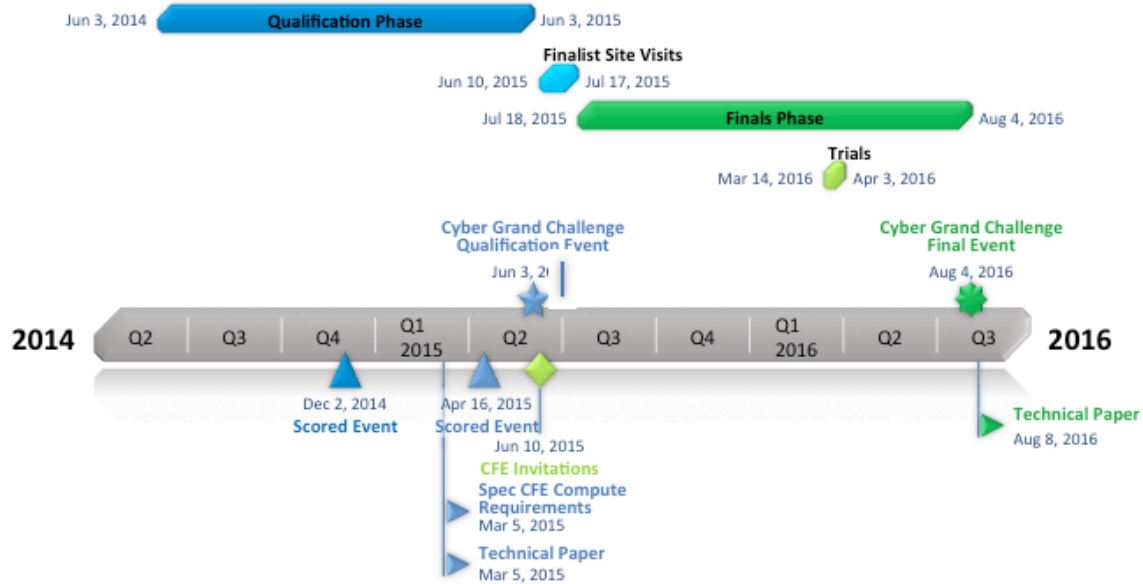 Jun 3, 2014
Qualification Phase
Jun 3, 2015
Finalist Site Visits
Jun 10, 2015
Jul 17, 2015
Jul 18, 2015
Finals Phase
Aug 4, 2016
Trials
Mar 14, 2016
Apr 3, 2016
Cyber Grand Challenge
Qualification Event
Jun 3, 2
Cyber Grand Challenge
Final Event
Aug 4, 2016
2014
Q2
Q3
Q4
Q1
2015
Q2
Q3
Q4
Q1
2016
Q2
Q3
2016
Dec 2, 2014
Scored Event
Apr 16, 2015
Scored Event
Jun 10, 2015
CFE Invitations
Spec CFE Compute
Requirements
Mar 5, 2015
Technical Paper
Mar 5, 2015
Technical Paper
Aug 8, 2016